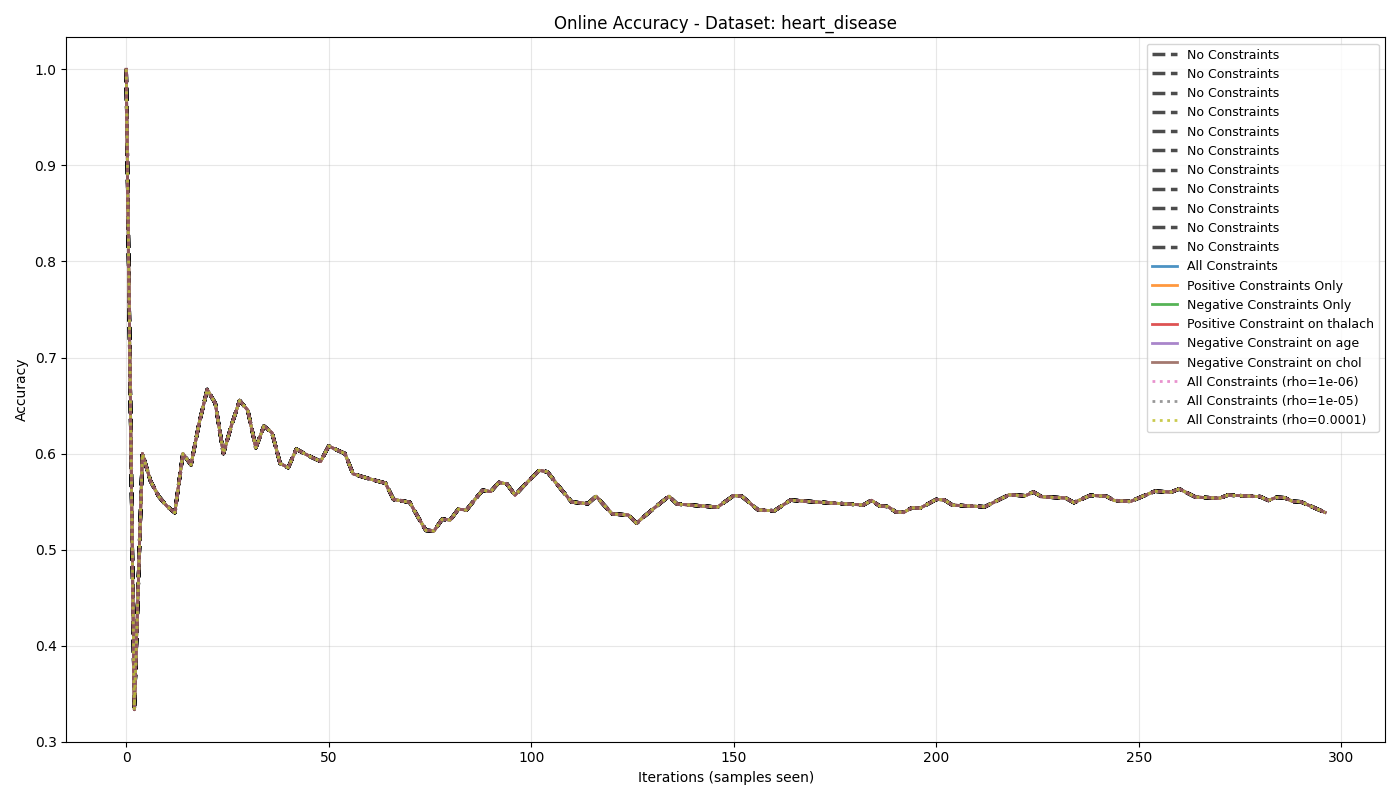 Online Accuracy - Dataset: heart_disease
No Constraints
No Constraints
No Constraints
No Constraints
No Constraints
No Constraints
No Constraints
No Constraints
No Constraints
No Constraints
No Constraints
All Constraints
Positive Constraints Only
Negative Constraints Only
Positive Constraint on thalach
Negative Constraint on age
Negative Constraint on chol
All Constraints (rho=1e-06)
All Constraints (rho=1e-05)
All Constraints (rho=0.0001)
Accuracy
1.0
0.9
0.8
0.7
0.6
0.5
0.4
0.3
0 50 100 150 200 250 300
Iterations (samples seen)